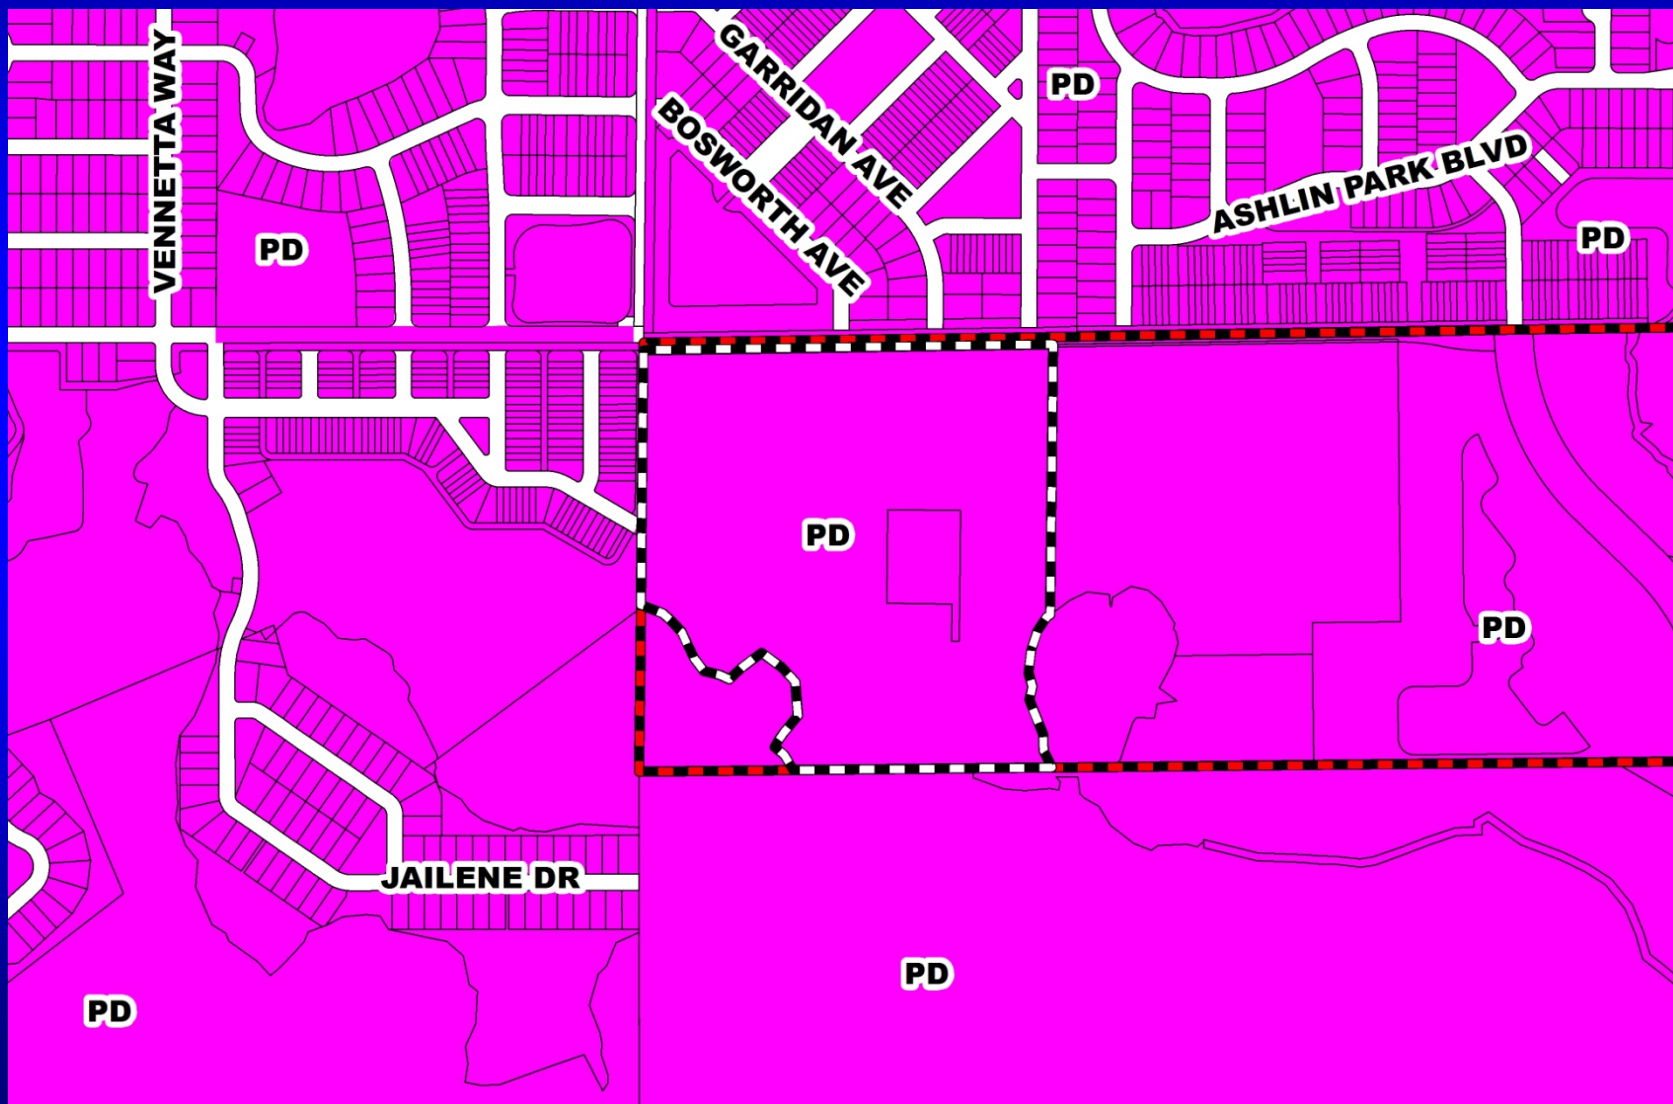 VENNETTA WAY
GARRIDAN AVE
BOSWORTH AVE
PD
ASHLIN PARK BLVD
PD
PD
PD
PD
JAILENE DR
PD
PD